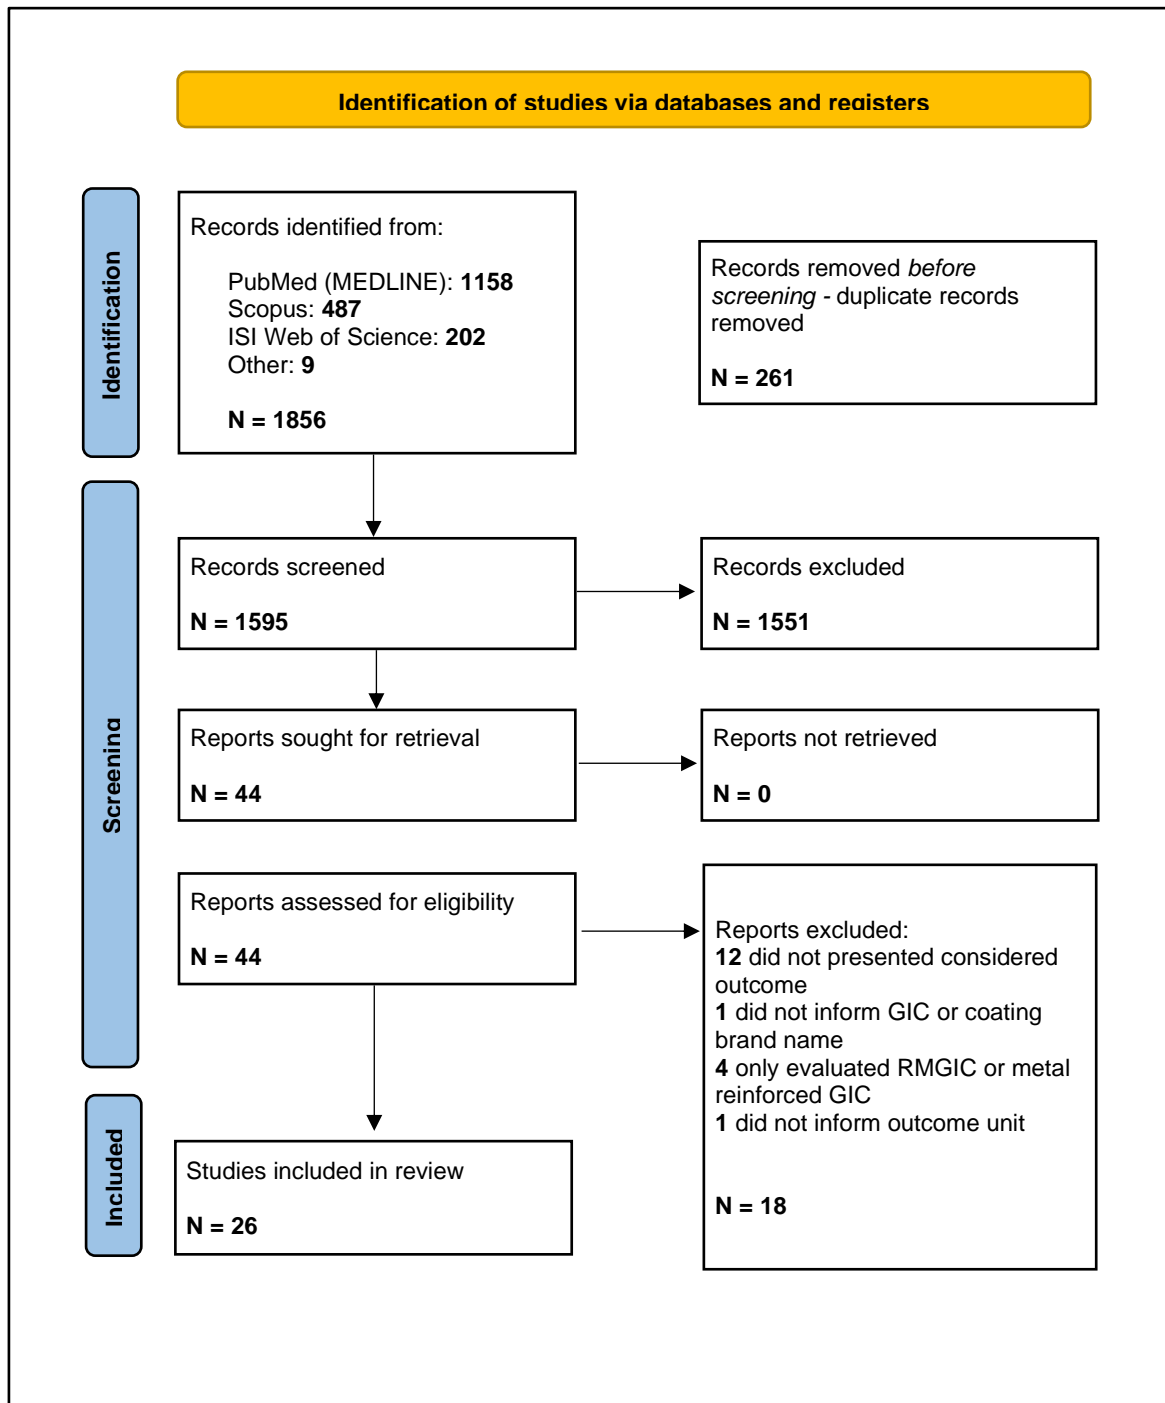 Identification of studies via databases and registers
Identification
Records identified from:
PubMed (MEDLINE): 1158
Scopus: 487
ISI Web of Science: 202
Other: 9
N = 1856
Records removed before
screening - duplicate records
removed
N = 261
Screening
Records screened
N = 1595
Records excluded
N = 1551
Reports sought for retrieval
N = 44
Reports not retrieved
N = 0
Reports assessed for eligibility
N = 44
Reports excluded:
12 did not presented considered
outcome
1 did not inform GIC or coating
brand name
4 only evaluated RMGIC or metal
reinforced GIC
1 did not inform outcome unit
N = 18
Included
Studies included in review
N = 26